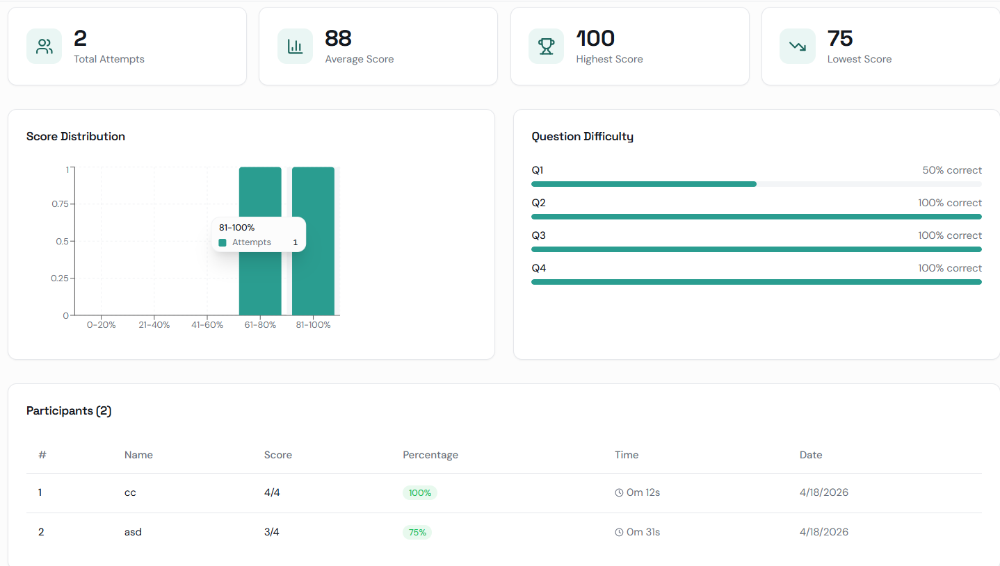 2
Total Attempts
88
Average Score
100
Highest Score
75
Lowest Score
Score Distribution
1
0.75
0.5
0.25
0
0-20%
21-40%
41-60%
61-80%
81-100%
81-100%
Attempts 1
Question Difficulty
Q1 50% correct
Q2 100% correct
Q3 100% correct
Q4 100% correct
Participants (2)
# Name Score Percentage Time Date
1 cc 4/4 100% 0m 12s 4/18/2026
2 asd 3/4 75% 0m 31s 4/18/2026